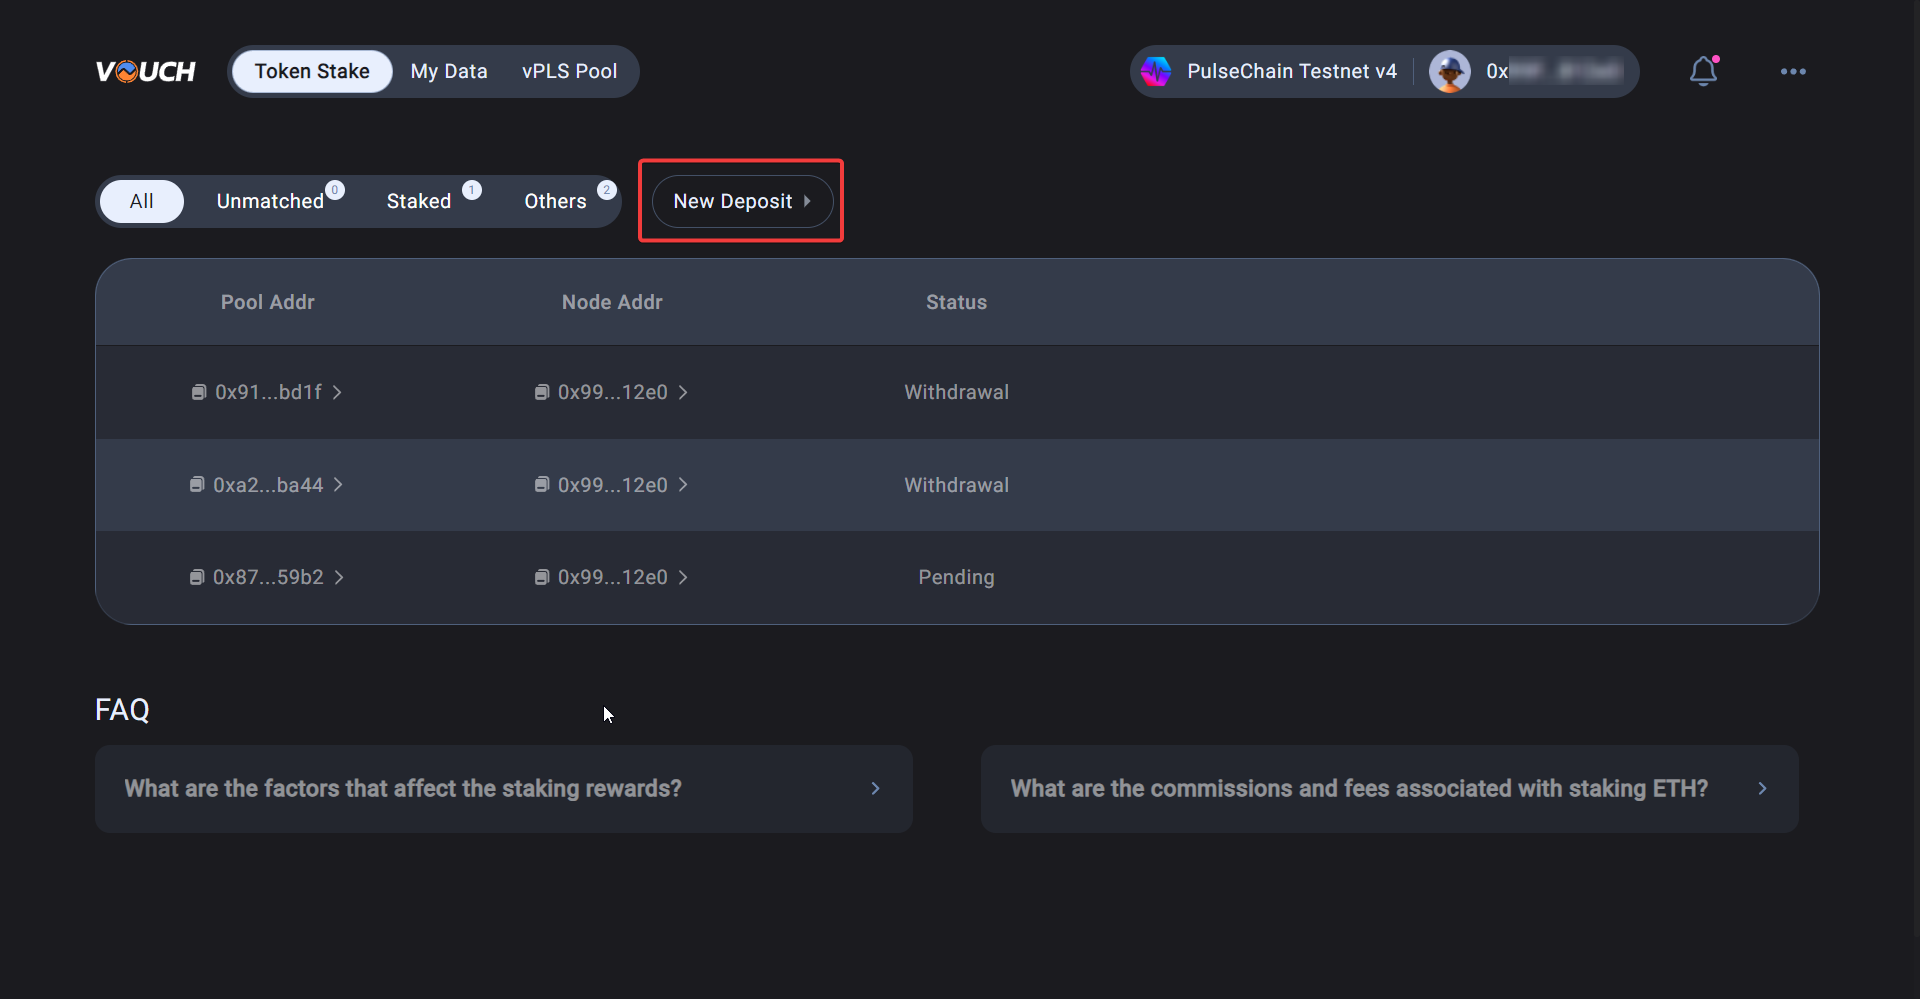 VOUCH Token Stake My Data vPLS Pool PulseChain Testnet v4 0x
All Unmatched 0 Staked 1 Others 2 New Deposit
Pool Addr Node Addr Status
0x91...bd1f 0x99...12e0 Withdrawal
0xa2...ba44 0x99...12e0 Withdrawal
0x87...59b2 0x99...12e0 Pending
FAQ
What are the factors that affect the staking rewards? What are the commissions and fees associated with staking ETH?